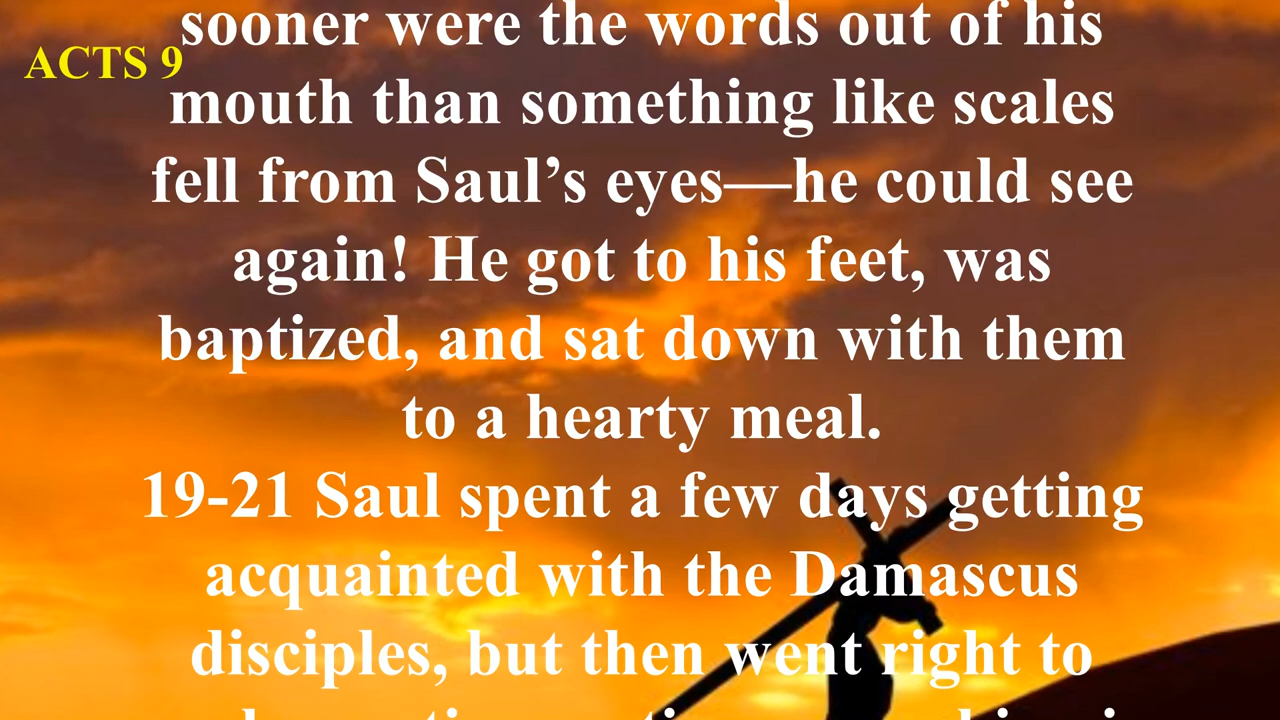 sooner were the words out of his
ACTS 9
mouth than something like scales
fell from Saul’s eyes—he could see
again! He got to his feet, was
baptized, and sat down with them
to a hearty meal.
19-21 Saul spent a few days getting
acquainted with the Damascus
disciples, but then went right to